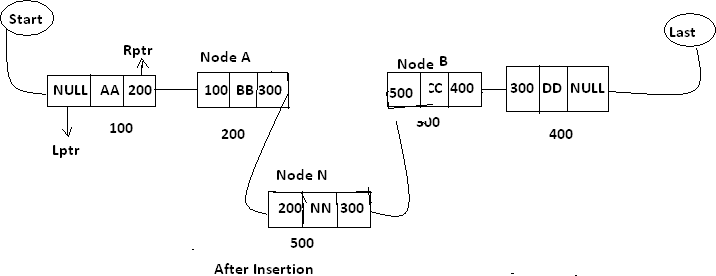 Start
Last
Rptr
Node A
Node B
NULL AA 200
100 BB 300
500 CC 400
300 DD NULL
100
200
300
400
Lptr
Node N
200 NN 300
500
After Insertion